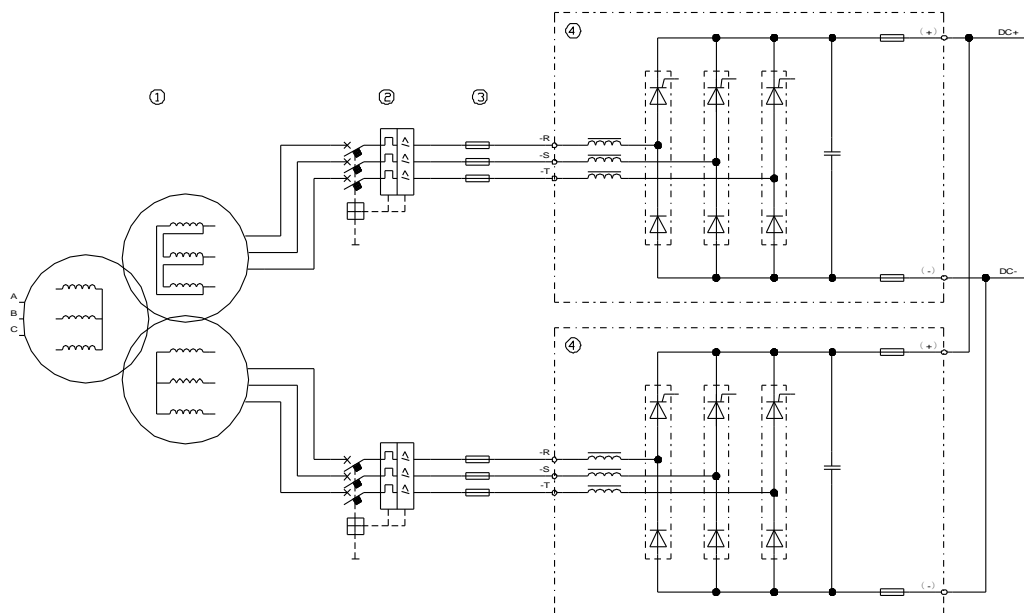 ④
(+)
DC+
①
②
③
-R
-S
-T
A
B
C
(-)
DC-
④
(+)
-R
-S
-T
(-)